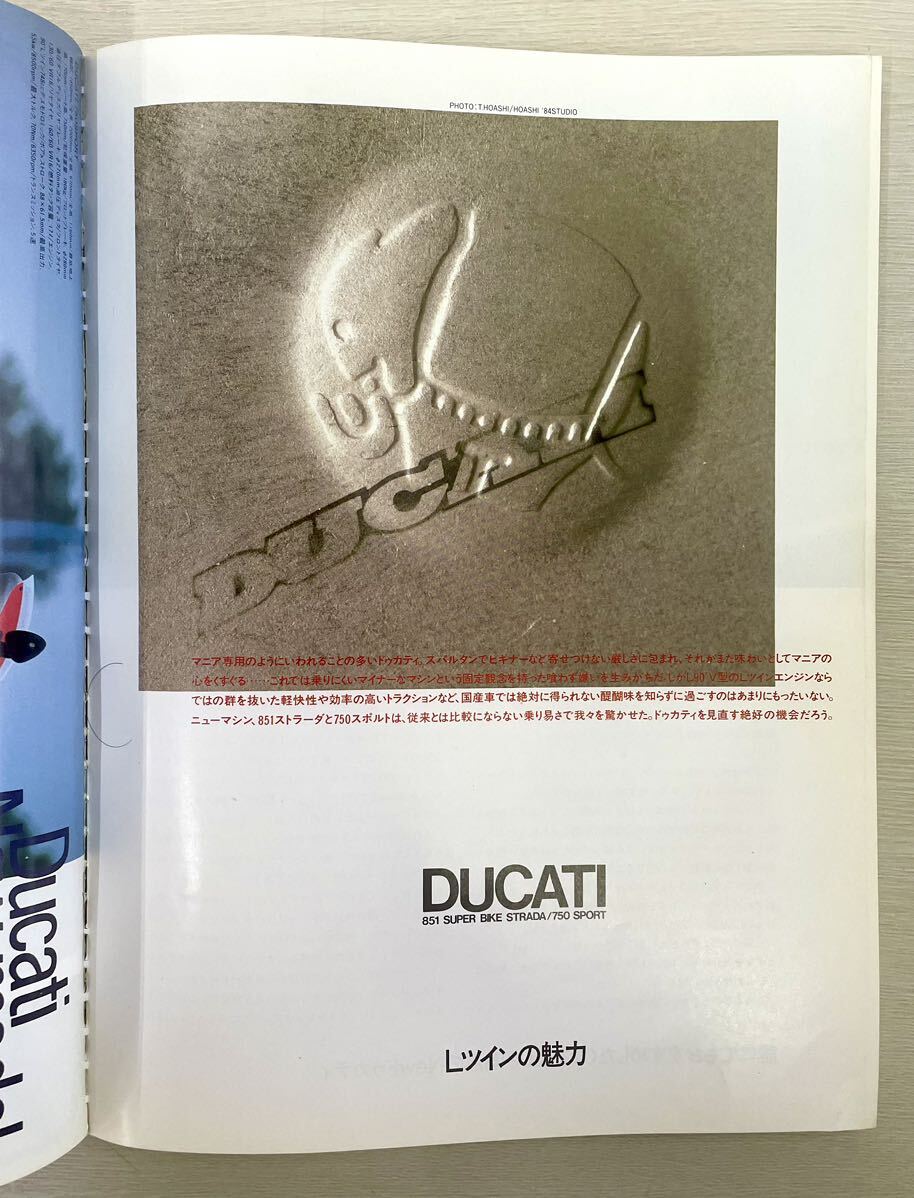 PHOTO: T.HOASHI/HOASHI '84STUDIO
DUCATI
マニア専用のようにいわれることの多いドゥカティ。スパルタンでビキナーなど寄せつけない厳しさに包まれ、それがまた味わいとしてマニアの
心をくすぐる……これでは乗りにくいマイナーなマシンという固定観念を持った喰わず嫌いを生みかちだ。しかし90°V型のLツインエンジンなら
ではの群を抜いた軽快性や効率の高いトラクションなど、国産車では絶対に得られない醍醐味を知らずに過ごすのはあまりにもったいない。
ニューマシン、851ストラーダと750スポルトは、従来とは比較にならない乗り易さで我々を驚かせた。ドゥカティを見直す絶好の機会だろう。
DUCATI
851 SUPER BIKE STRADA/750 SPORT
Lツインの魅力
Ducati